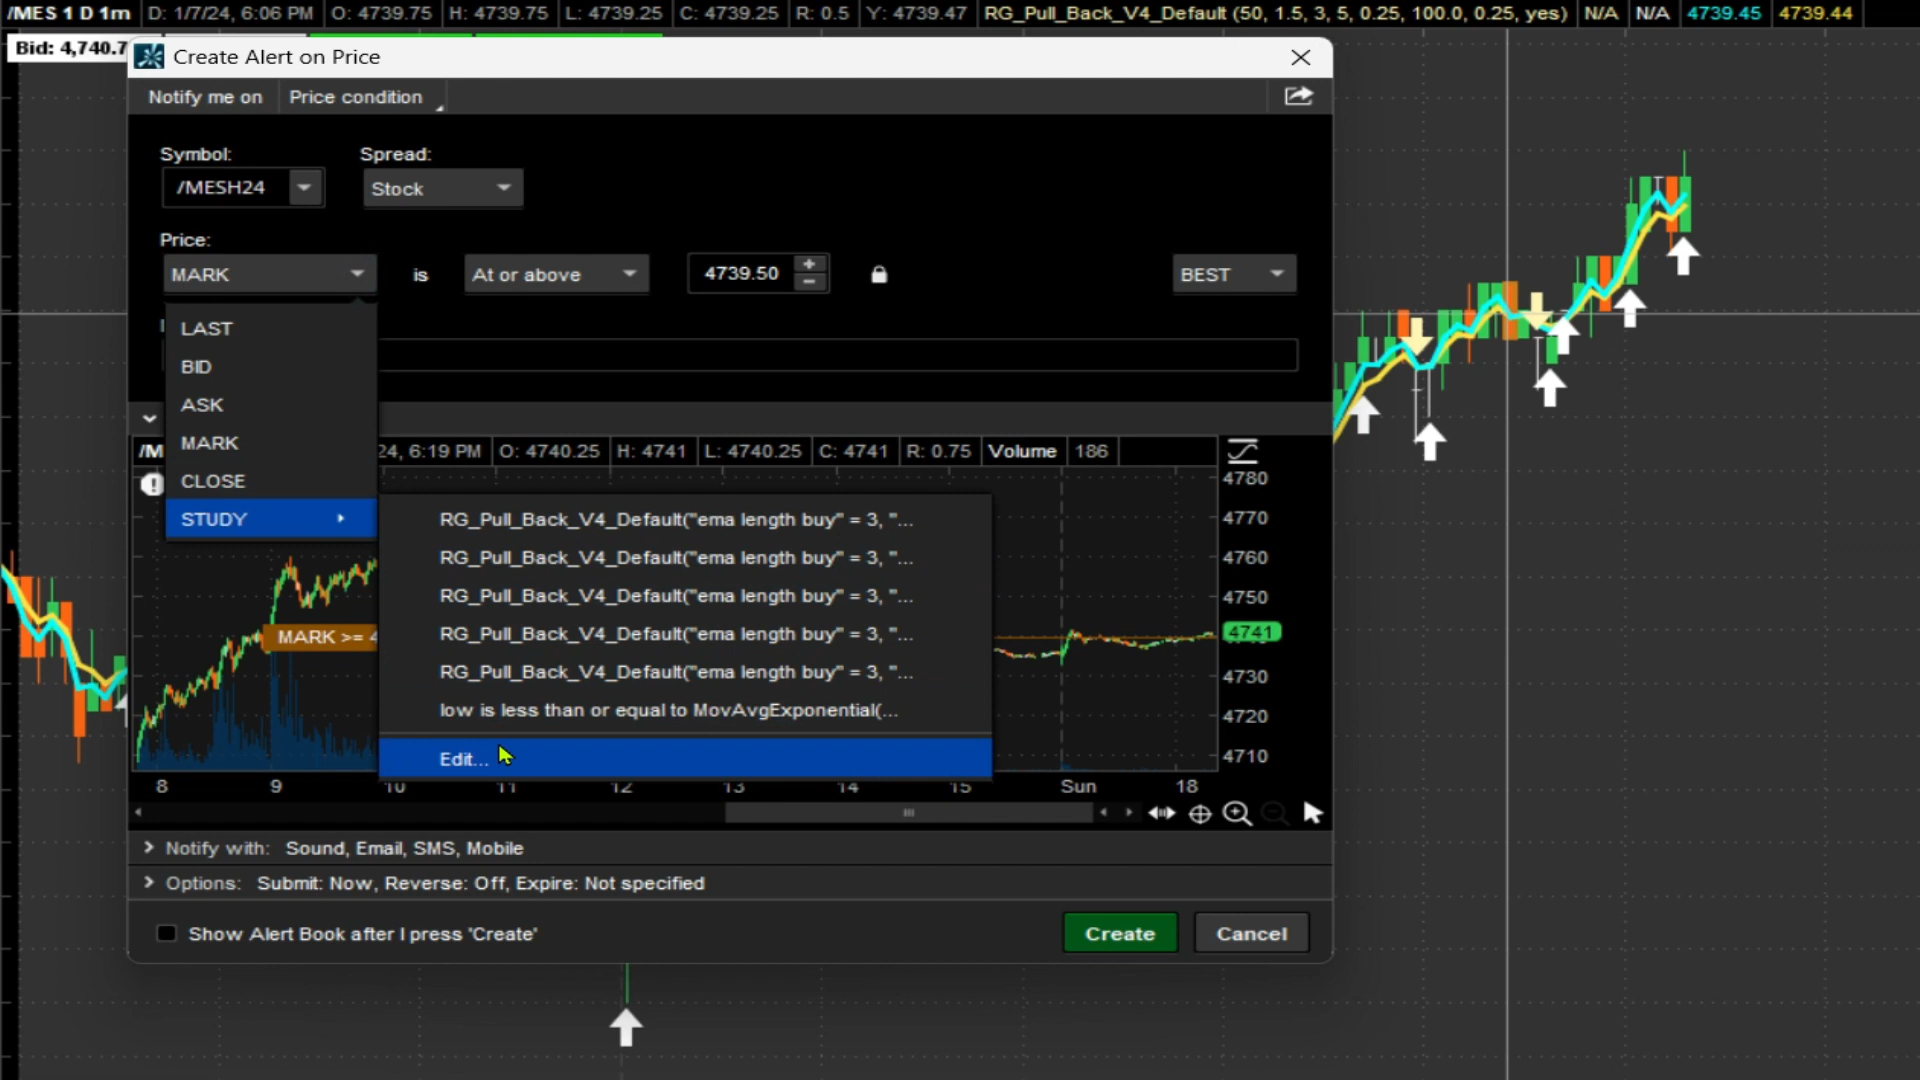 /MES 1 D 1m D: 1/7/24, 6:06 PM O: 4739.75 H: 4739.75 L: 4739.25 C: 4739.25 R: 0.5 Y: 4739.47 RG_Pull_Back_V4_Default (50, 1.5, 3, 5, 0.25, 100.0, 0.25, yes) N/A N/A 4739.45 4739.44
Bid: 4,740.7
Create Alert on Price
Notify me on Price condition
Symbol: Spread:
/MESH24 Stock
Price:
MARK is At or above 4739.50 BEST
LAST
BID
ASK
MARK
/M 24, 6:19 PM O: 4740.25 H: 4741 L: 4740.25 C: 4741 R: 0.75 Volume 186
CLOSE
STUDY
4780
4770
4760
4750
4741
4730
4720
4710
RG_Pull_Back_V4_Default("ema length buy" = 3, "...
RG_Pull_Back_V4_Default("ema length buy" = 3, "...
RG_Pull_Back_V4_Default("ema length buy" = 3, "...
RG_Pull_Back_V4_Default("ema length buy" = 3, "...
RG_Pull_Back_V4_Default("ema length buy" = 3, "...
low is less than or equal to MovAvgExponential(...
Edit...
MARK >= 4
8 9 10 11 12 13 14 15 Sun 18
Notify with: Sound, Email, SMS, Mobile
Options: Submit: Now, Reverse: Off, Expire: Not specified
Show Alert Book after I press 'Create'
Create Cancel